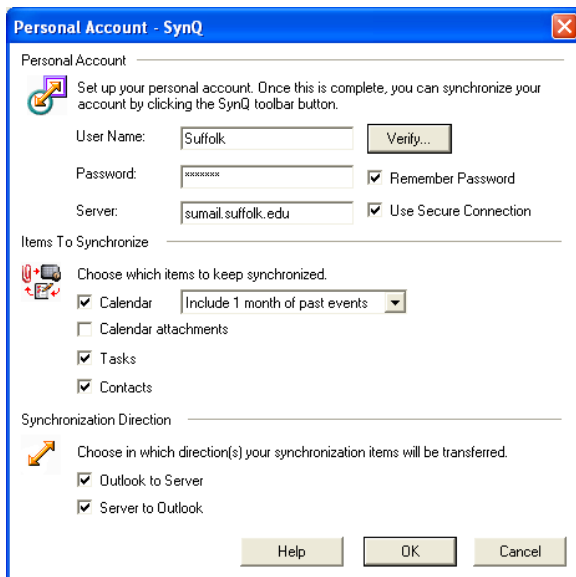 Personal Account - SynQ
Personal Account
Set up your personal account. Once this is complete, you can synchronize your
account by clicking the SynQ toolbar button.
User Name: Suffolk Verify...
Password: ××××××× Remember Password
Server: sumail.suffolk.edu Use Secure Connection
Items To Synchronize
Choose which items to keep synchronized.
Calendar Include 1 month of past events
Calendar attachments
Tasks
Contacts
Synchronization Direction
Choose in which direction(s) your synchronization items will be transferred.
Outlook to Server
Server to Outlook
Help OK Cancel